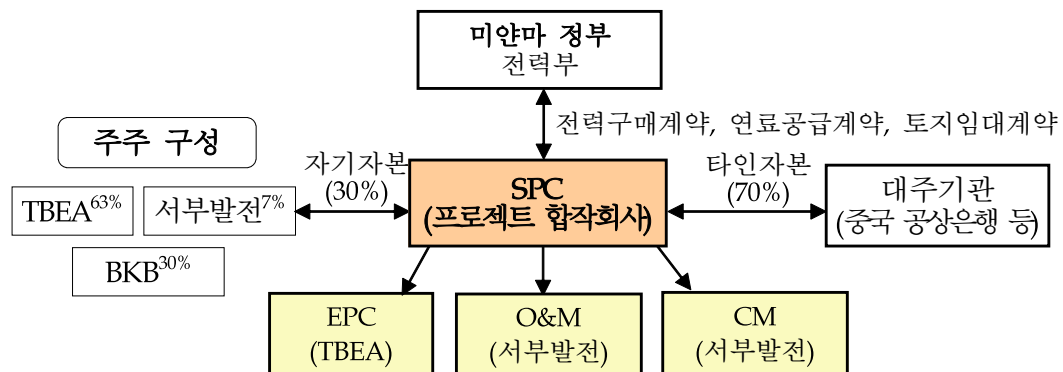 미얀마 정부
전력부
전력구매계약, 연료공급계약, 토지임대계약
주주 구성
자기자본
(30%)
타인자본
(70%)
TBEA63%
서부발전7%
BKB30%
SPC
(프로젝트 합작회사)
대주기관
(중국 공상은행 등)
EPC
(TBEA)
O&M
(서부발전)
CM
(서부발전)